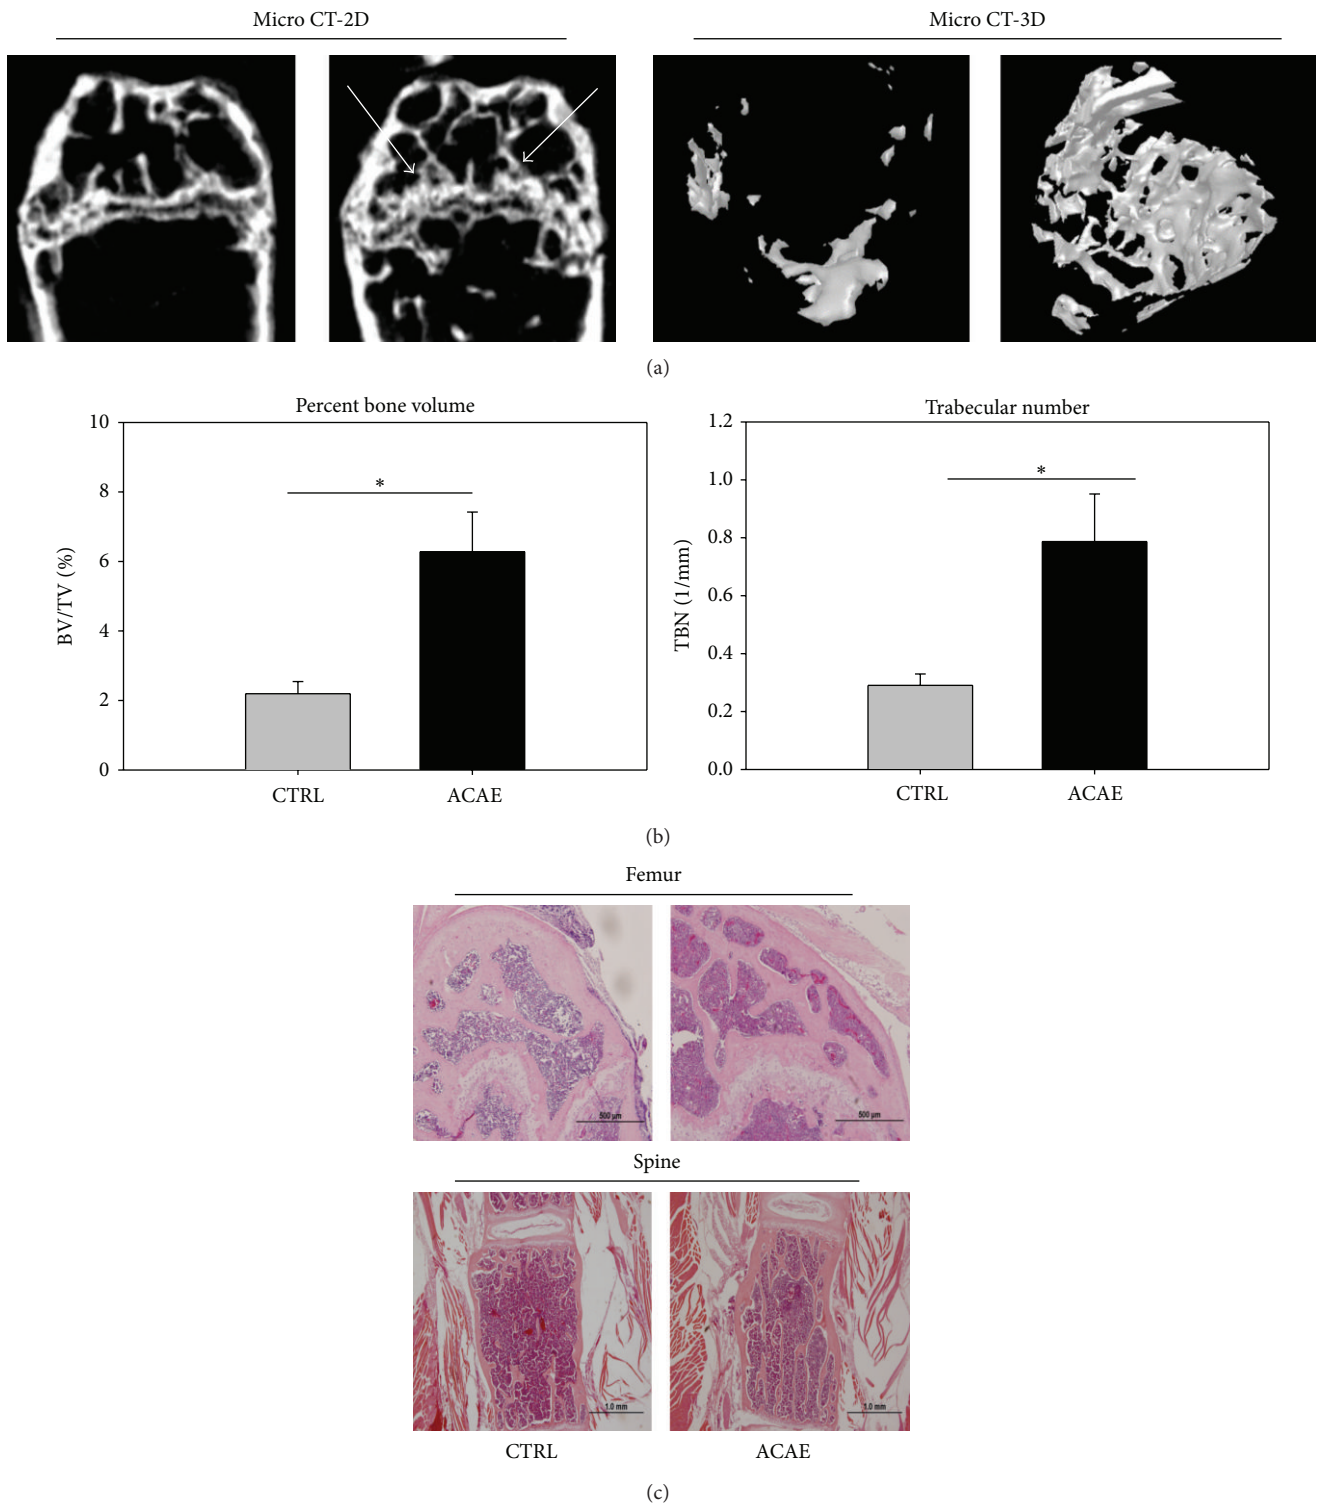 Micro CT-2D
Micro CT-3D
(a)
Percent bone volume
10
8
6
4
2
0
BV/TV (%)
*
CTRL
ACAE
Trabecular number
1.2
1.0
0.8
0.6
0.4
0.2
0.0
TBN (1/mm)
*
CTRL
ACAE
(b)
Femur
500 µm
500 µm
Spine
1.0 mm
1.0 mm
CTRL
ACAE
(c)